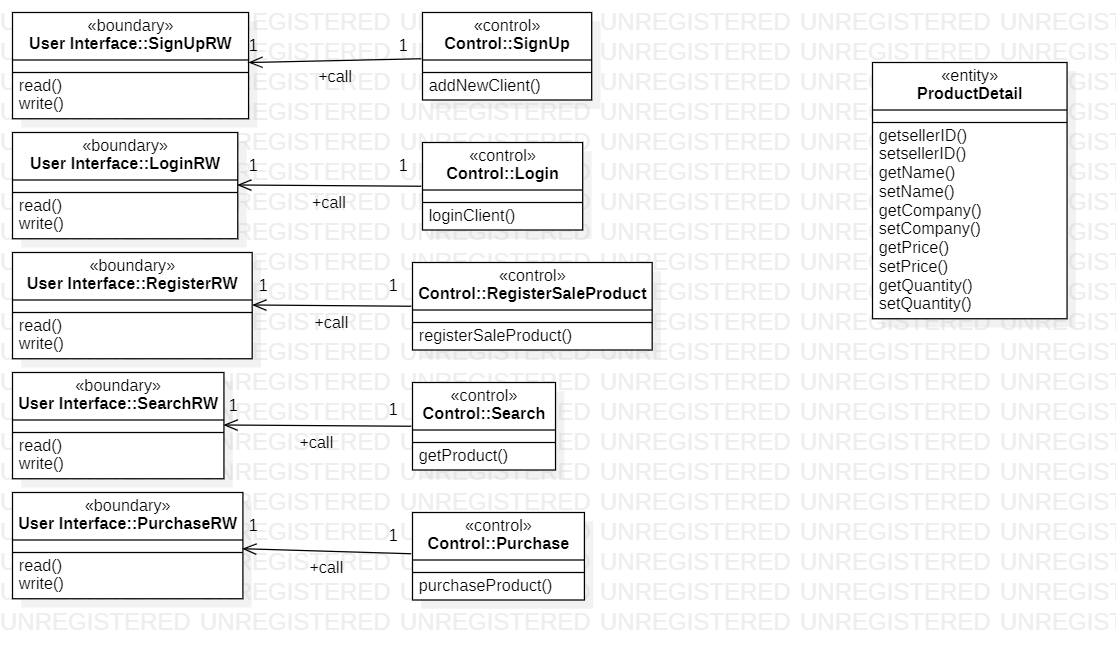 «boundary»
User Interface::SignUpRW
read()
write()
1
1
+call
«control»
Control::SignUp
addNewClient()
«boundary»
User Interface::LoginRW
read()
write()
1
1
+call
«control»
Control::Login
loginClient()
«boundary»
User Interface::RegisterRW
read()
write()
1
1
+call
«control»
Control::RegisterSaleProduct
registerSaleProduct()
«boundary»
User Interface::SearchRW
read()
write()
1
1
+call
«control»
Control::Search
getProduct()
«boundary»
User Interface::PurchaseRW
read()
write()
1
1
+call
«control»
Control::Purchase
purchaseProduct()
«entity»
ProductDetail
getsellerID()
setsellerID()
getName()
setName()
getCompany()
setCompany()
getPrice()
setPrice()
getQuantity()
setQuantity()
UNREGISTERED UNREGISTERED UNREGISTERED UNREGISTERED UNREGISTERED UNREGIS